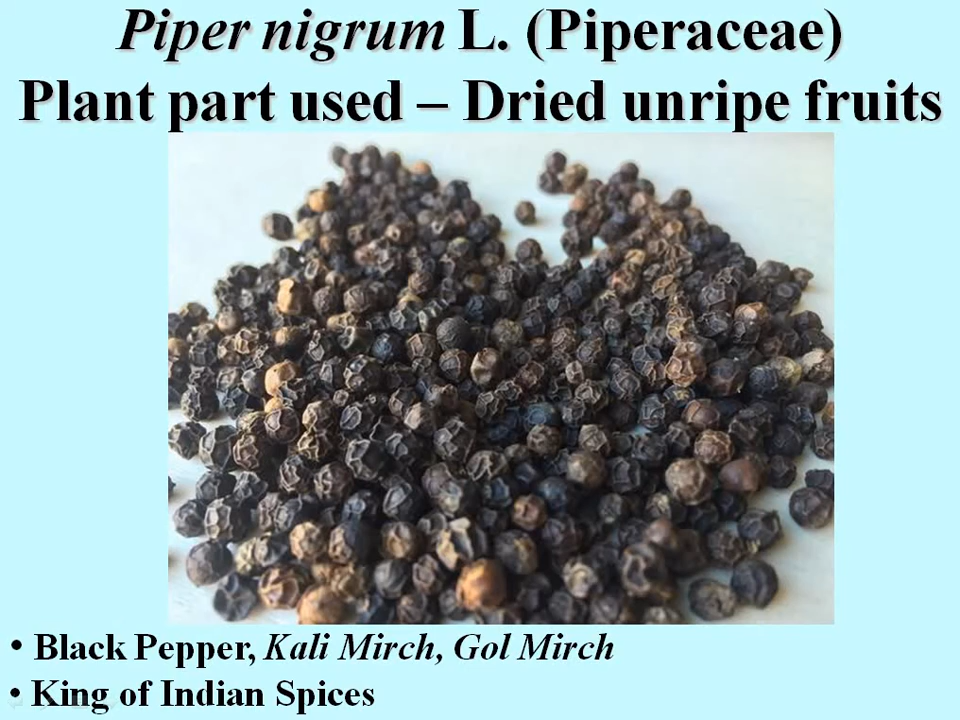 Piper nigrum L. (Piperaceae)
Plant part used – Dried unripe fruits
• Black Pepper, Kali Mirch, Gol Mirch
• King of Indian Spices